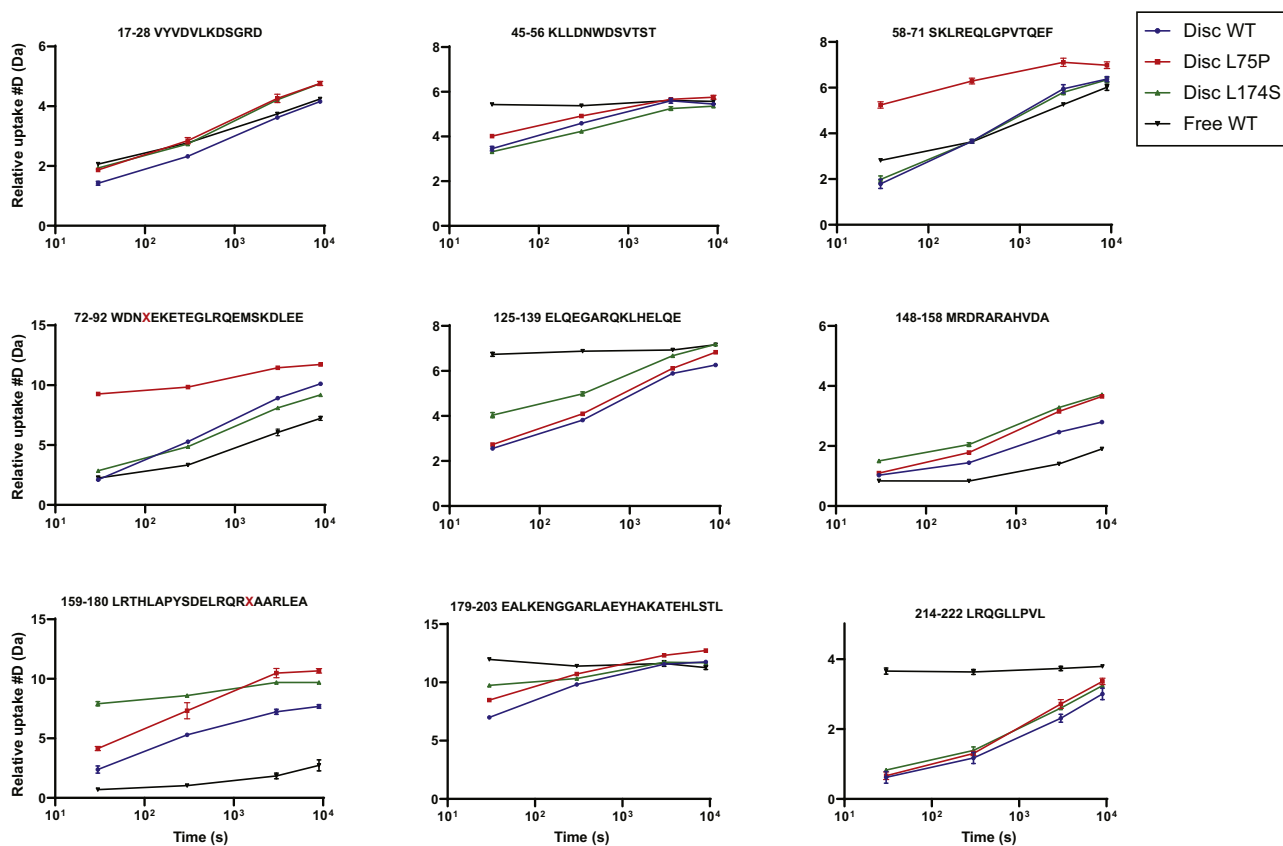 17-28 VYVDVLKDSGRD
45-56 KLLDNWDSVTST
58-71 SKLREQLGPVTQEF
Disc WT
Disc L75P
Disc L174S
Free WT
Relative uptake #D (Da)
6
4
2
0
8
6
4
2
0
8
6
4
2
0
10¹ 10² 10³ 10⁴
10¹ 10² 10³ 10⁴
10¹ 10² 10³ 10⁴
72-92 WDNXEKETEGLRQEMSKDLEE
125-139 ELQEGARQKLHELQE
148-158 MRDRARAHVDA
Relative uptake #D (Da)
15
10
5
0
8
6
4
2
0
6
4
2
0
10¹ 10² 10³ 10⁴
10¹ 10² 10³ 10⁴
10¹ 10² 10³ 10⁴
159-180 LRTHLAPYSDELRQRXAARLEA
179-203 EALKENGGARLAEYHAKATEHLSTL
214-222 LRQGLLPVL
Relative uptake #D (Da)
15
10
5
0
15
10
5
0
4
2
0
10¹ 10² 10³ 10⁴
10¹ 10² 10³ 10⁴
10¹ 10² 10³ 10⁴
Time (s)
Time (s)
Time (s)